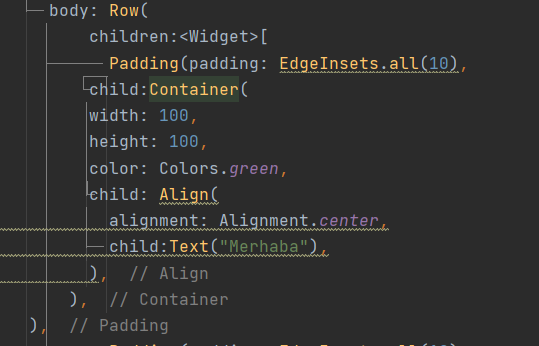 body: Row(
children:<Widget>[
Padding(padding: EdgeInsets.all(10),
child:Container(
width: 100,
height: 100,
color: Colors.green,
child: Align(
alignment: Alignment.center,
child:Text("Merhaba"),
), // Align
), // Container
), // Padding